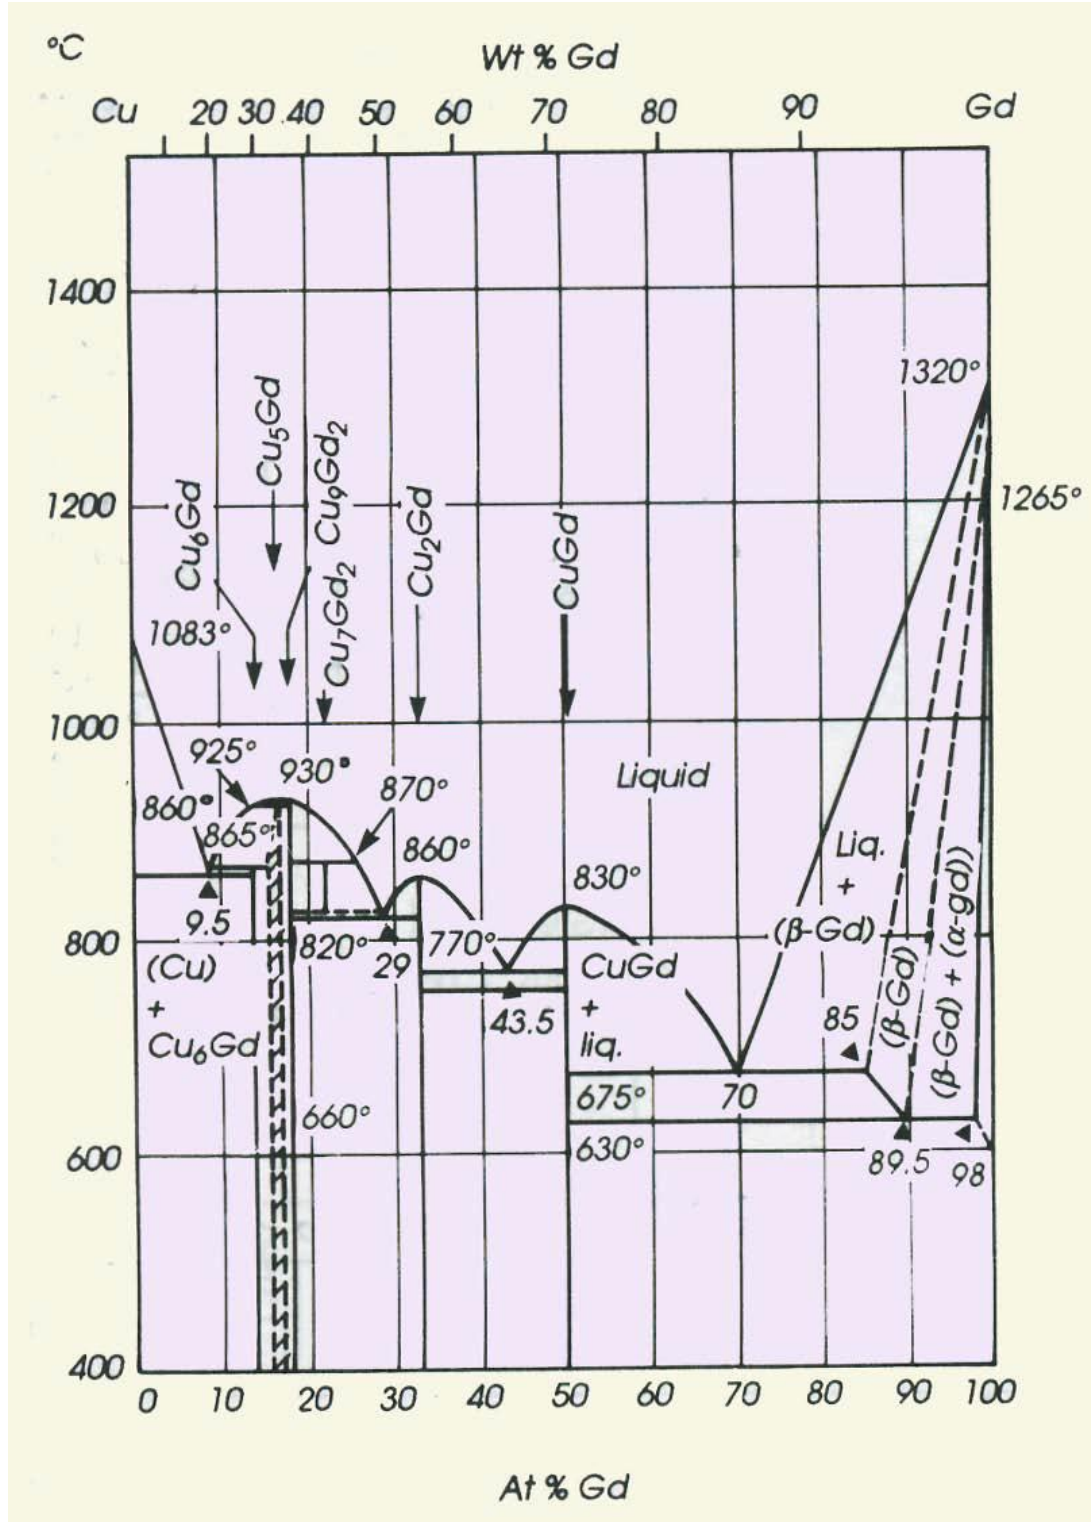 °C
Wt % Gd
Cu 20 30 40 50 60 70 80 90 Gd
1400
1320°
Cu₅Gd
Cu₉Gd₂
Cu₆Gd
Cu₂Gd
CuGd
1200
1265°
Cu₇Gd₂
1083°
1000
925°
930°
Liquid
870°
860°
865°
860°
830°
Liq.
+
(β-Gd)
9.5
800
820°
29
770°
43.5
(Cu)
+
Cu₆Gd
CuGd
+
liq.
85
(β-Gd)
(β-Gd) + (α-gd))
675°
70
660°
630°
89.5
98
600
400
0 10 20 30 40 50 60 70 80 90 100
At % Gd